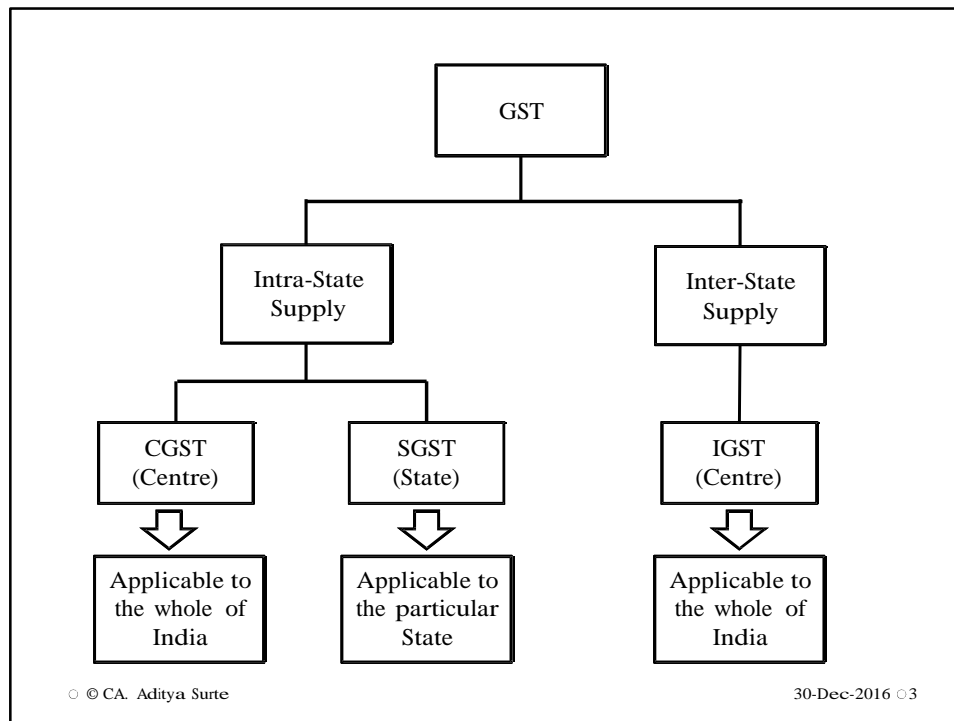 GST
Intra-State
Supply
Inter-State
Supply
CGST
(Centre)
SGST
(State)
IGST
(Centre)
Applicable to
the whole of
India
Applicable to
the particular
State
Applicable to
the whole of
India
© CA. Aditya Surte
30-Dec-2016 3